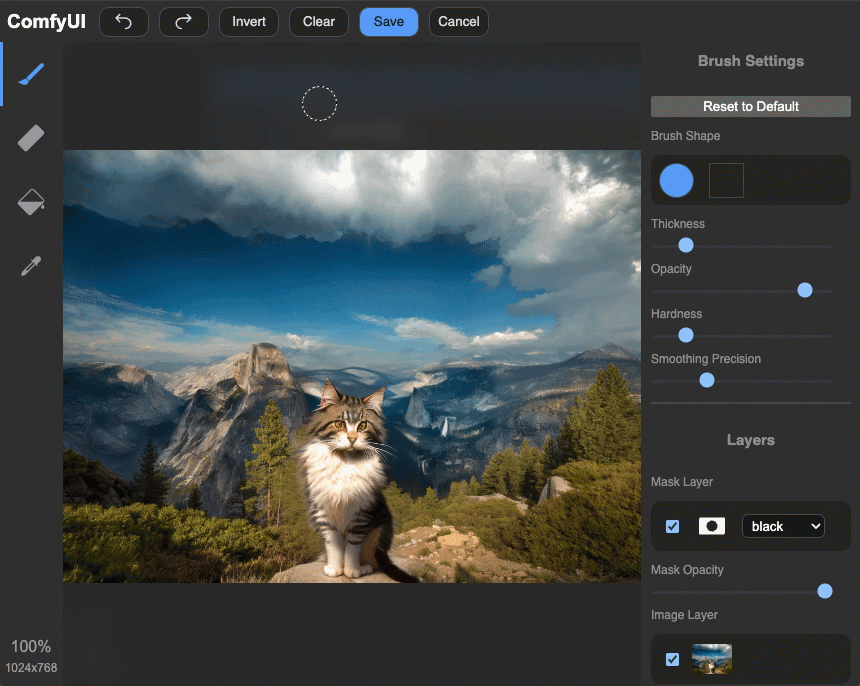 ComfyUI
Invert
Clear
Save
Cancel
Brush Settings
Reset to Default
Brush Shape
Thickness
Opacity
Hardness
Smoothing Precision
Layers
Mask Layer
black
Mask Opacity
Image Layer
100%
1024x768